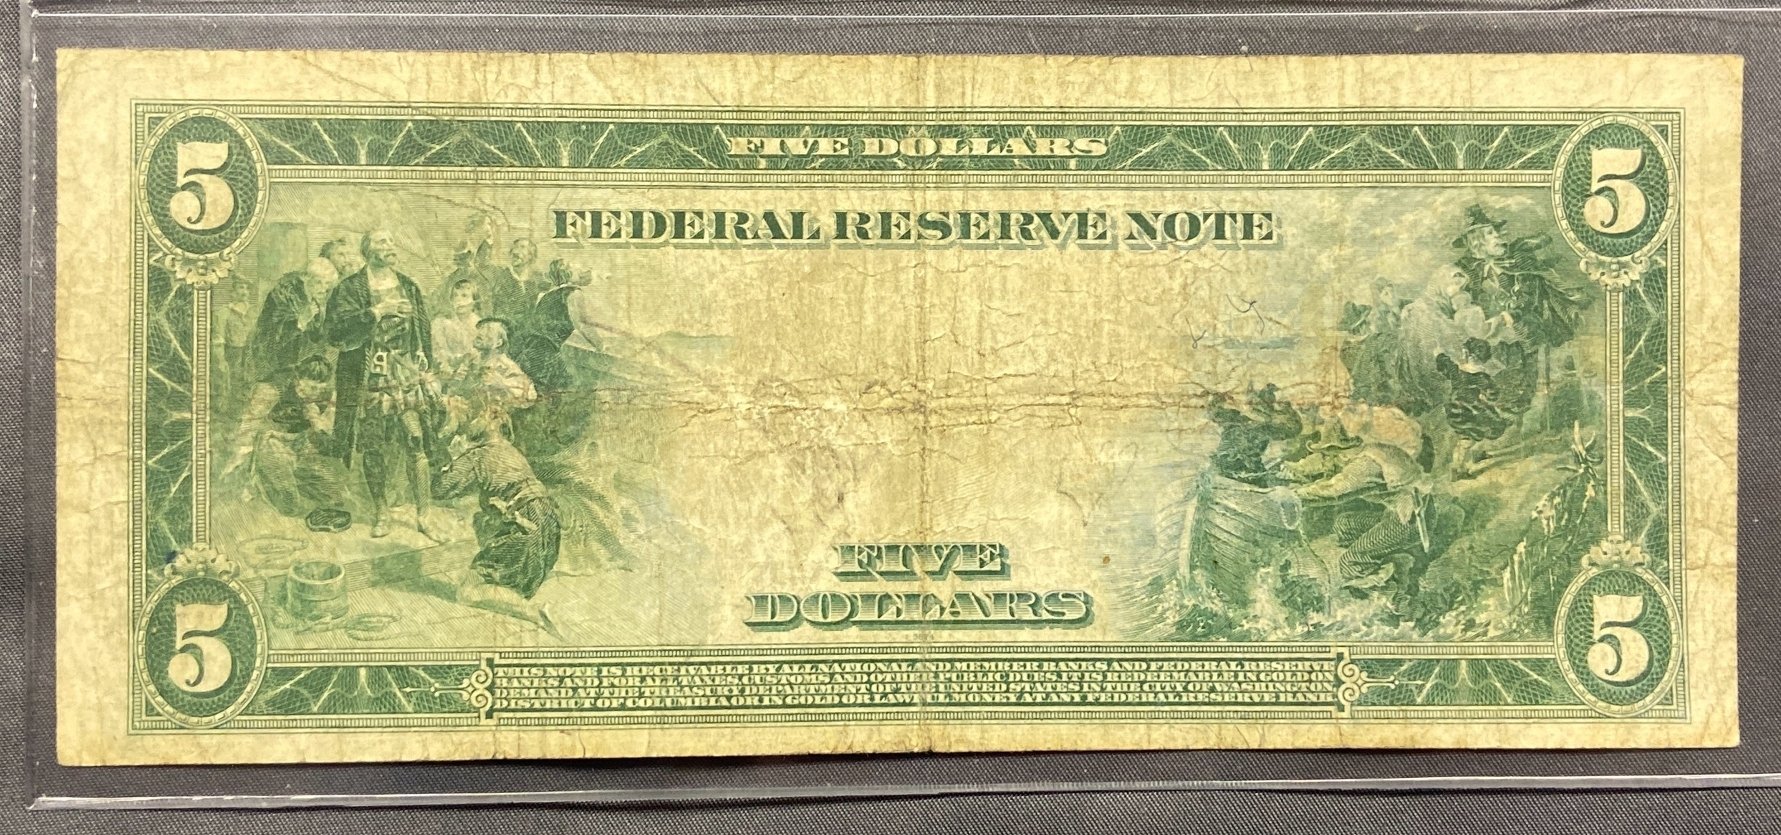 FIVE DOLLARS
5 5
FEDERAL RESERVE NOTE
FIVE
DOLLARS
5 5
THIS NOTE IS RECEIVABLE BY ALL NATIONAL AND MEMBER BANKS AND FEDERAL RESERVE
BANKS AND FOR ALL TAXES, CUSTOMS AND OTHER PUBLIC DUES. IT IS REDEEMABLE IN GOLD ON
DEMAND AT THE TREASURY DEPARTMENT OF THE UNITED STATES IN THE CITY OF WASHINGTON,
DISTRICT OF COLUMBIA OR IN GOLD OR LAWFUL MONEY AT ANY FEDERAL RESERVE BANK.